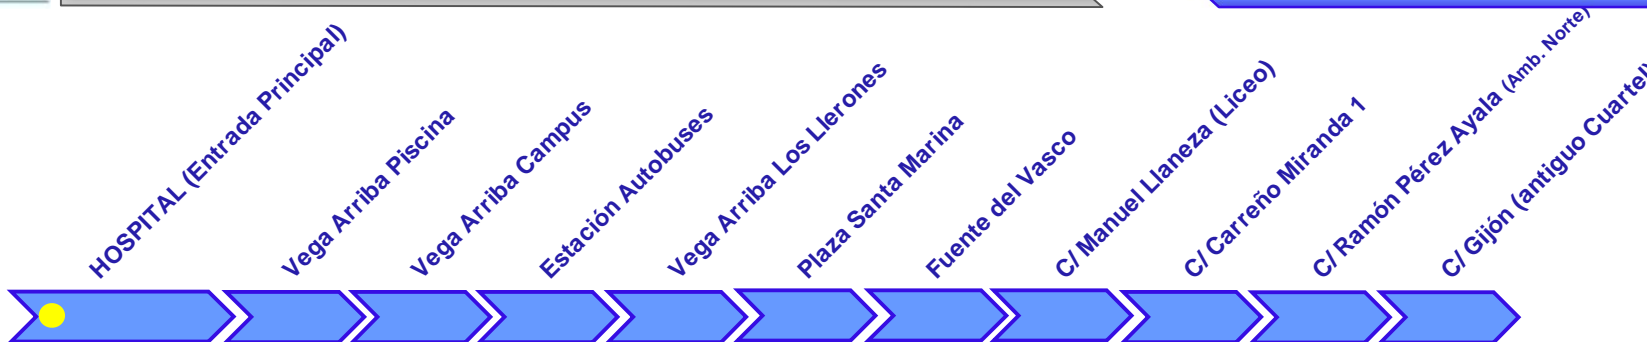 HOSPITAL (Entrada Principal)
Vega Arriba Piscina
Vega Arriba Campus
Estación Autobuses
Vega Arriba Los Llerones
Plaza Santa Marina
Fuente del Vasco
C/ Manuel Llaneza (Liceo)
C/ Carreño Miranda 1
C/ Ramón Pérez Ayala (Amb. Norte)
C/ Gijón (antiguo Cuartel)